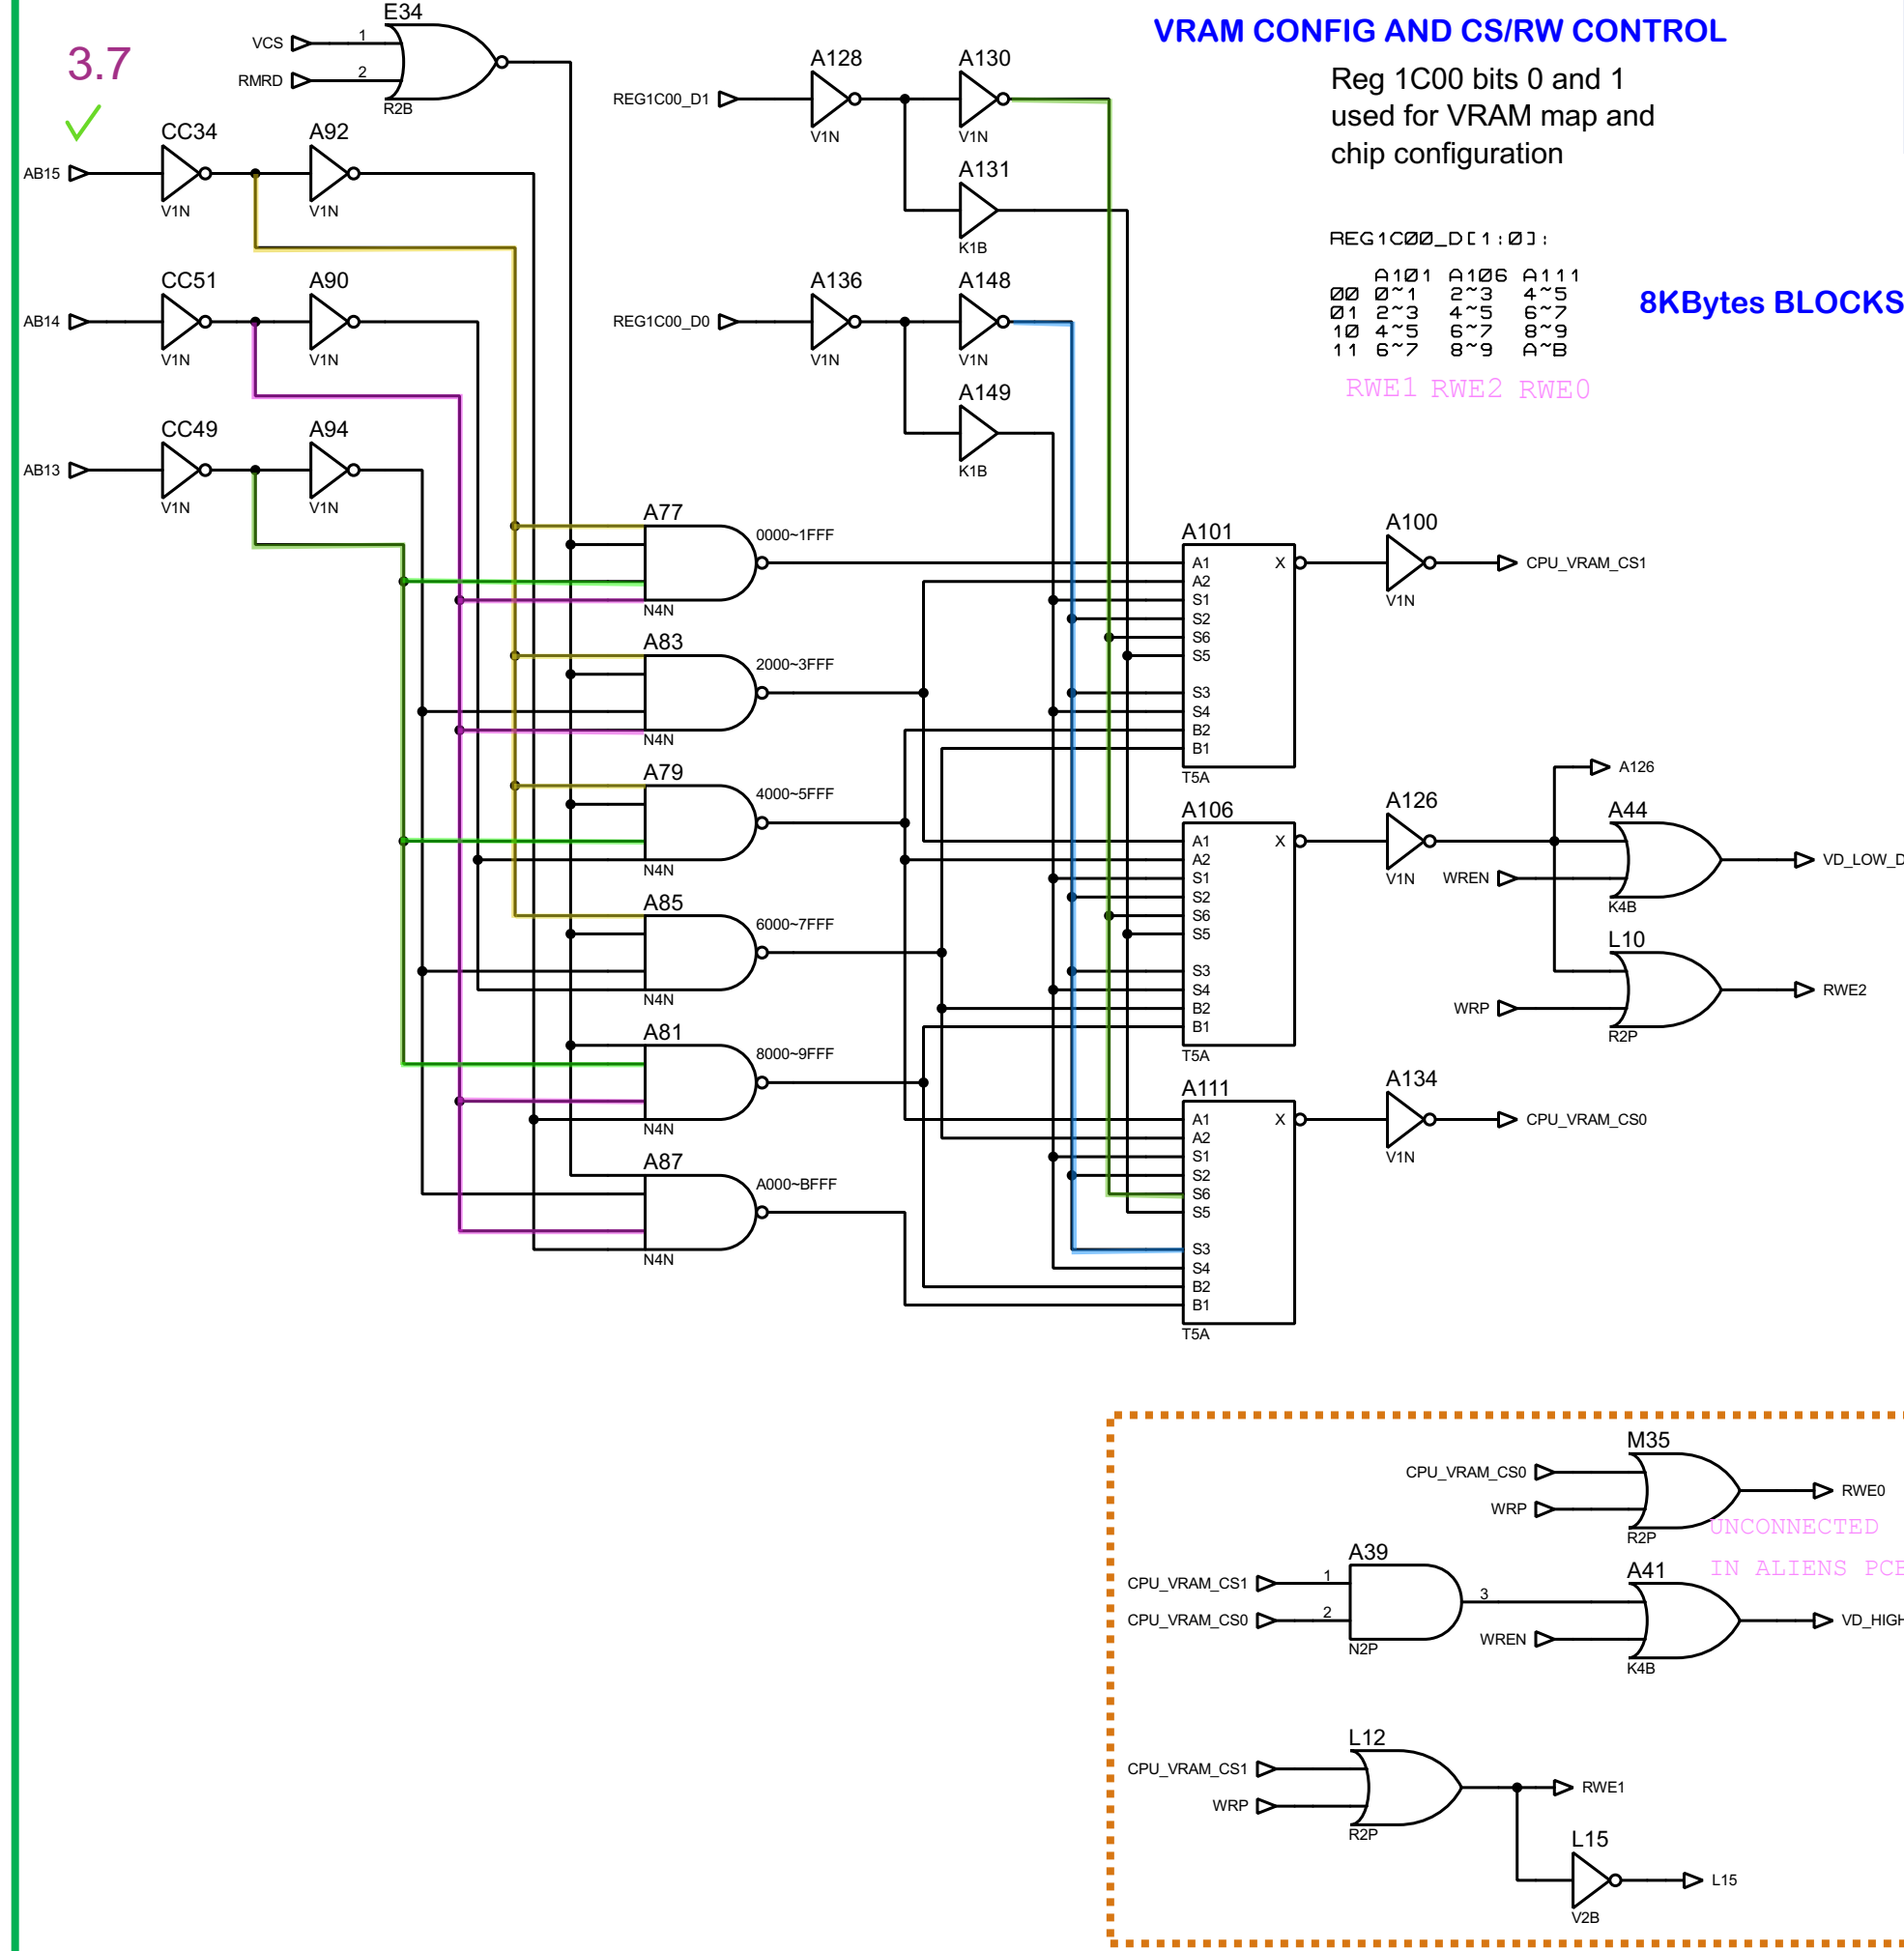 VRAM CONFIG AND CS/RW CONTROL
Reg 1C00 bits 0 and 1
used for VRAM map and
chip configuration
REG1C00_D[1:0]:
A101 A106 A111
00 0~1 2~3 4~5
01 2~3 4~5 6~7
10 4~5 6~7 8~9
11 6~7 8~9 A~B
8KBytes BLOCKS
RWE1 RWE2 RWE0
3.7
E34
VCS 1
RMRD 2
R2B
CC34 A92
AB15
V1N V1N
CC51 A90
AB14
V1N V1N
CC49 A94
AB13
V1N V1N
A128 A130
REG1C00_D1
V1N V1N
A131
K1B
A136 A148
REG1C00_D0
V1N V1N
A149
K1B
A77
0000~1FFF
N4N
A83
2000~3FFF
N4N
A79
4000~5FFF
N4N
A85
6000~7FFF
N4N
A81
8000~9FFF
N4N
A87
A000~BFFF
N4N
A101
A1 X
A2
S1
S2
S6
S5
S3
S4
B2
B1
T5A
A100
V1N
CPU_VRAM_CS1
A106
A1 X
A2
S1
S2
S6
S5
S3
S4
B2
B1
T5A
A126
V1N
A126
A44
WREN
K4B
VD_LOW_D
L10
WRP
R2P
RWE2
A111
A1 X
A2
S1
S2
S6
S5
S3
S4
B2
B1
T5A
A134
V1N
CPU_VRAM_CS0
M35
CPU_VRAM_CS0
WRP
R2P
RWE0
UNCONNECTED
IN ALIENS PCB
A39
CPU_VRAM_CS1 1
CPU_VRAM_CS0 2
3
N2P
A41
WREN
K4B
VD_HIGH
L12
CPU_VRAM_CS1
WRP
R2P
RWE1
L15
V2B
L15